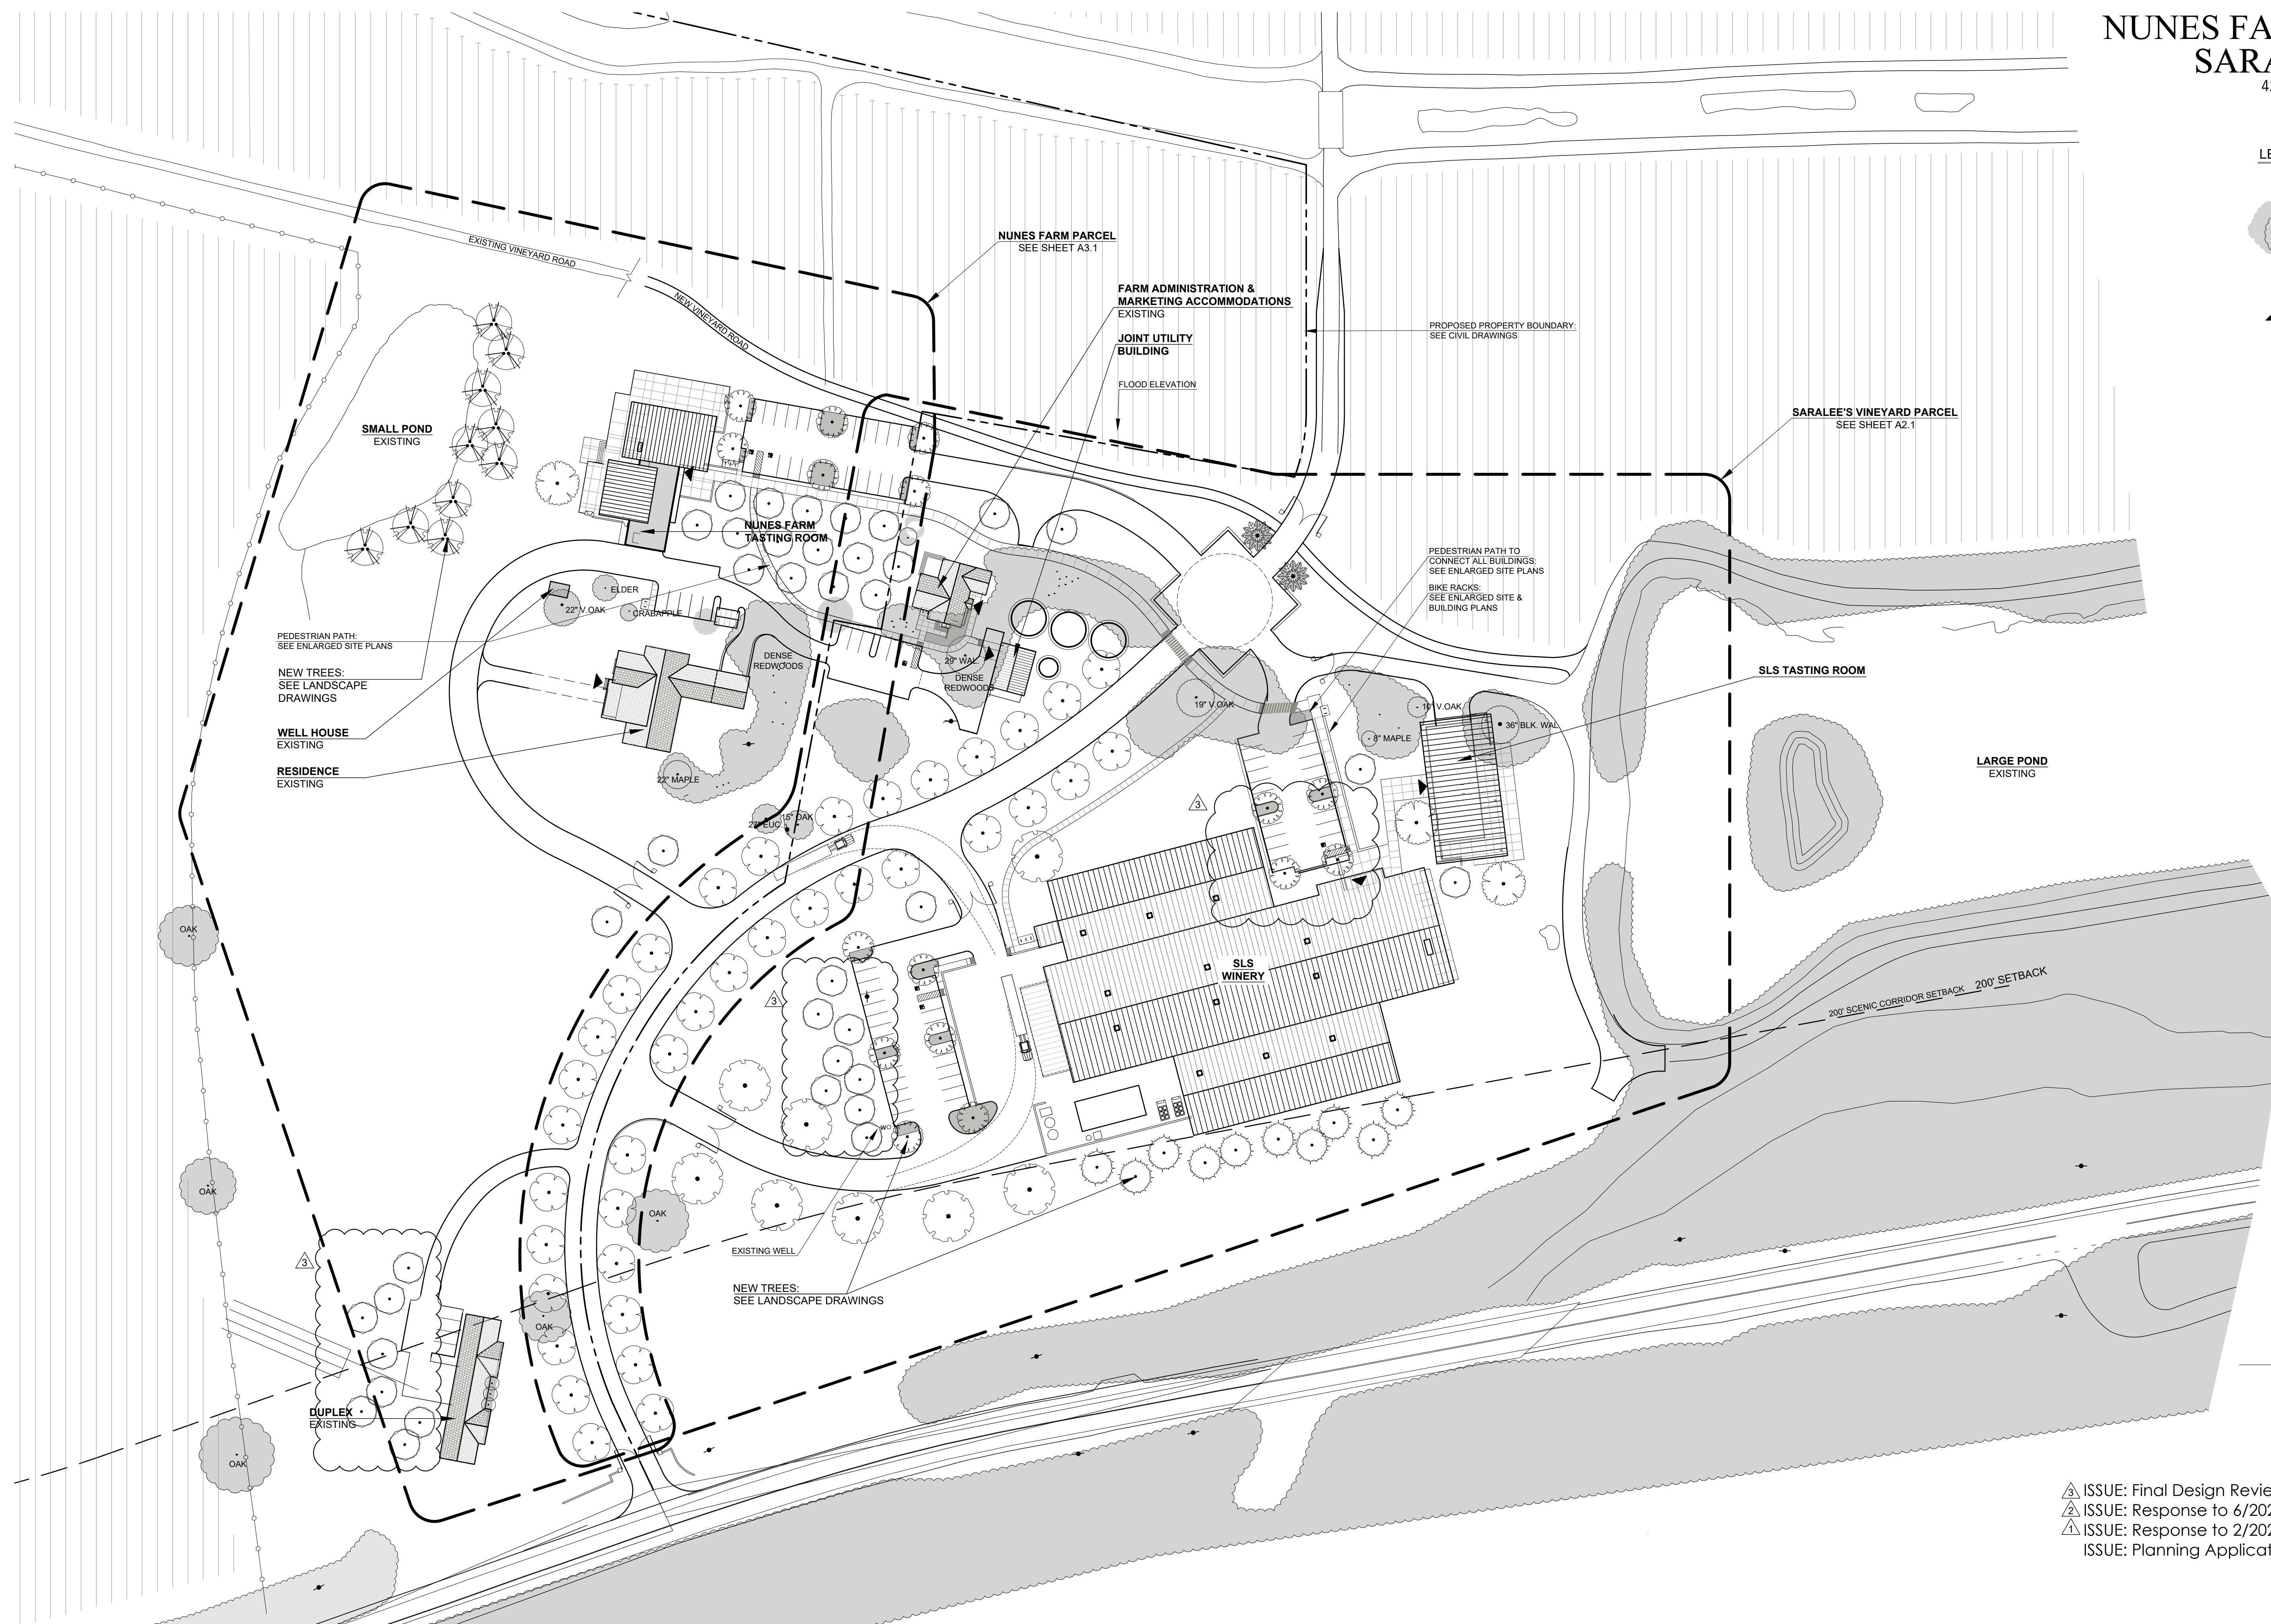 NUNES FA
SARA
42
LE
EXISTING VINEYARD ROAD
NEW VINEYARD ROAD
NUNES FARM PARCEL
SEE SHEET A3.1
FARM ADMINISTRATION &
MARKETING ACCOMMODATIONS
EXISTING
JOINT UTILITY
BUILDING
FLOOD ELEVATION
PROPOSED PROPERTY BOUNDARY:
SEE CIVIL DRAWINGS
SARALEE'S VINEYARD PARCEL
SEE SHEET A2.1
SMALL POND
EXISTING
NUNES FARM
TASTING ROOM
PEDESTRIAN PATH TO
CONNECT ALL BUILDINGS:
SEE ENLARGED SITE PLANS
BIKE RACKS:
SEE ENLARGED SITE &
BUILDING PLANS
ELDER
22" V.OAK
CRABAPPLE
PEDESTRIAN PATH:
SEE ENLARGED SITE PLANS
NEW TREES:
SEE LANDSCAPE
DRAWINGS
WELL HOUSE
EXISTING
RESIDENCE
EXISTING
DENSE
REDWOODS
29" WAL.
DENSE
REDWOODS
22" MAPLE
27" EUC.
15" OAK
19" V.OAK
10" V.OAK
8" MAPLE
36" BLK. WAL
SLS TASTING ROOM
LARGE POND
EXISTING
3
OAK
SLS
WINERY
3
200' SCENIC CORRIDOR SETBACK
200' SETBACK
WO
OAK
OAK
EXISTING WELL
NEW TREES:
SEE LANDSCAPE DRAWINGS
3
OAK
DUPLEX
EXISTING
OAK
3 ISSUE: Final Design Revie
2 ISSUE: Response to 6/202
1 ISSUE: Response to 2/202
ISSUE: Planning Applicat